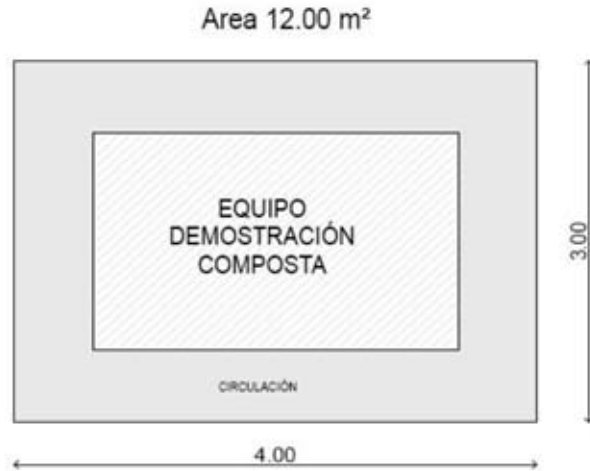 Area 12.00 m²
EQUIPO
DEMOSTRACIÓN
COMPOSTA
3.00
CIRCULACIÓN
4.00